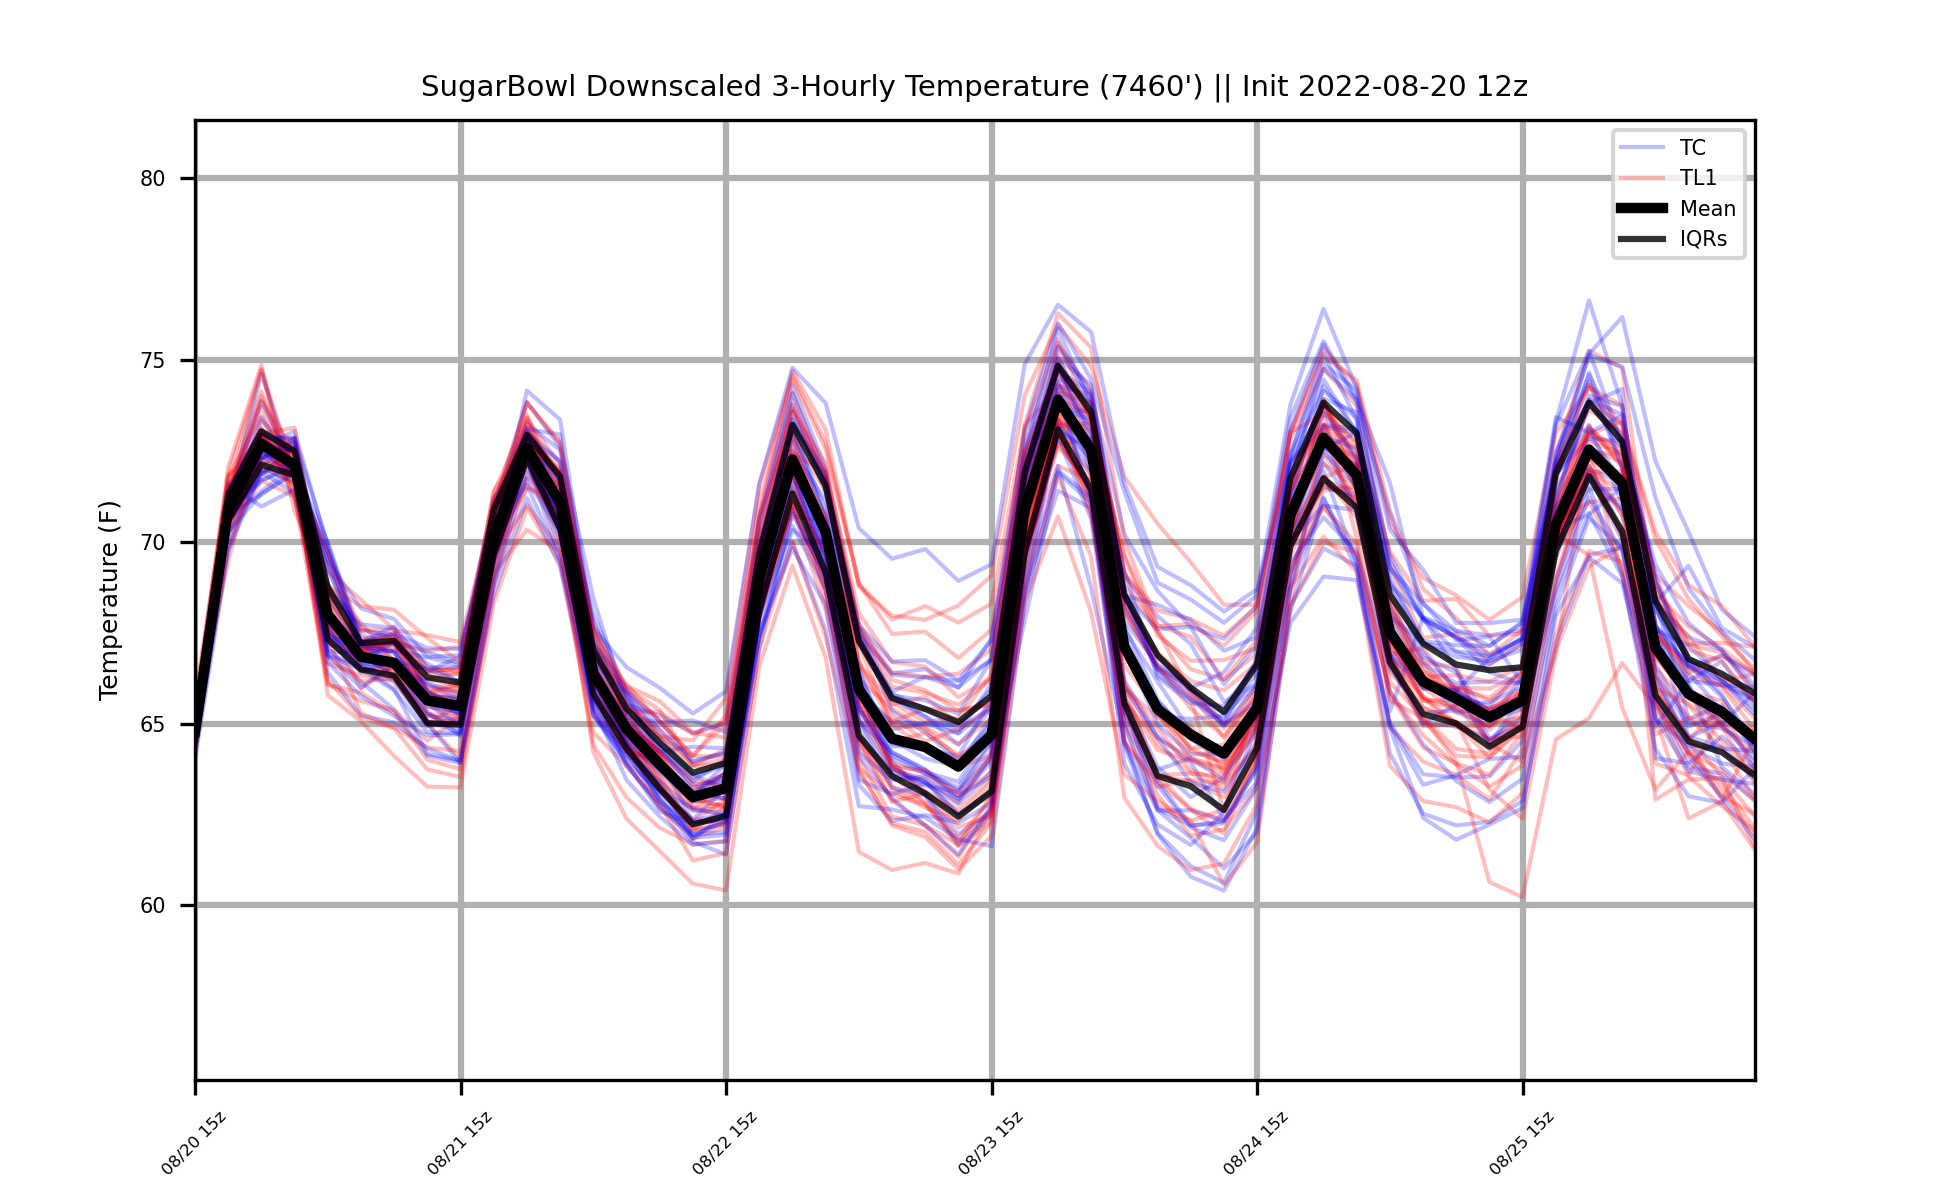 SugarBowl Downscaled 3-Hourly Temperature (7460') || Init 2022-08-20 12z
TC
TL1
Mean
IQRs
Temperature (F)
80
75
70
65
60
08/20 15z
08/21 15z
08/22 15z
08/23 15z
08/24 15z
08/25 15z